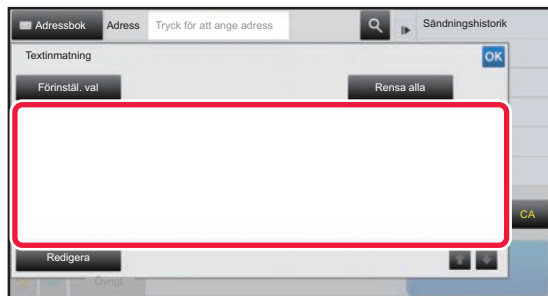 Adressbok Adress Tryck för att ange adress Sändningshistorik
Textinmatning OK
Förinstäl. val Rensa alla
CA
Redigera
Övrigt